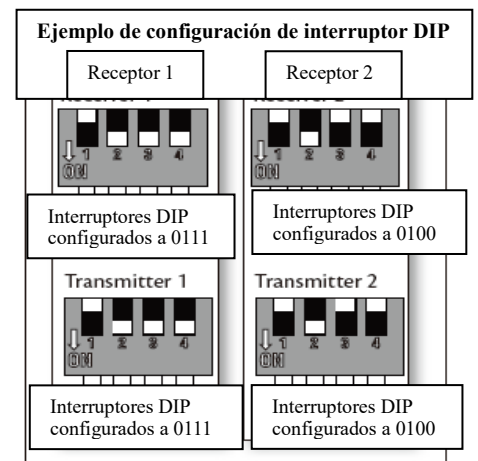 Ejemplo de configuración de interruptor DIP
Receptor 1
Receptor 2
1 2 3 4
ON
1 2 3 4
ON
Interruptores DIP
configurados a 0111
Interruptores DIP
configurados a 0100
Transmitter 1
Transmitter 2
1 2 3 4
ON
1 2 3 4
ON
Interruptores DIP
configurados a 0111
Interruptores DIP
configurados a 0100